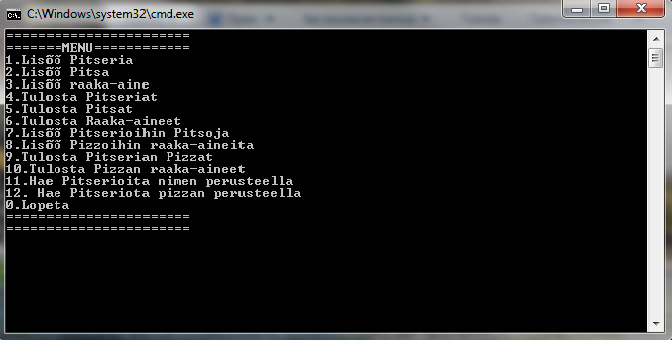 C:\Windows\system32\cmd.exe
=======================
=======MENU============
1.Lisõõ Pitseria
2.Lisõõ Pitsa
3.Lisõõ raaka-aine
4.Tulosta Pitseriat
5.Tulosta Pitsat
6.Tulosta Raaka-aineet
7.Lisõõ Pitserioihin Pitsoja
8.Lisõõ Pizzoihin raaka-aineita
9.Tulosta Pitserian Pizzat
10.Tulosta Pizzan raaka-aineet
11.Hae Pitserioita nimen perusteella
12. Hae Pitseriota pizzan perusteella
0.Lopeta
=======================
=======================